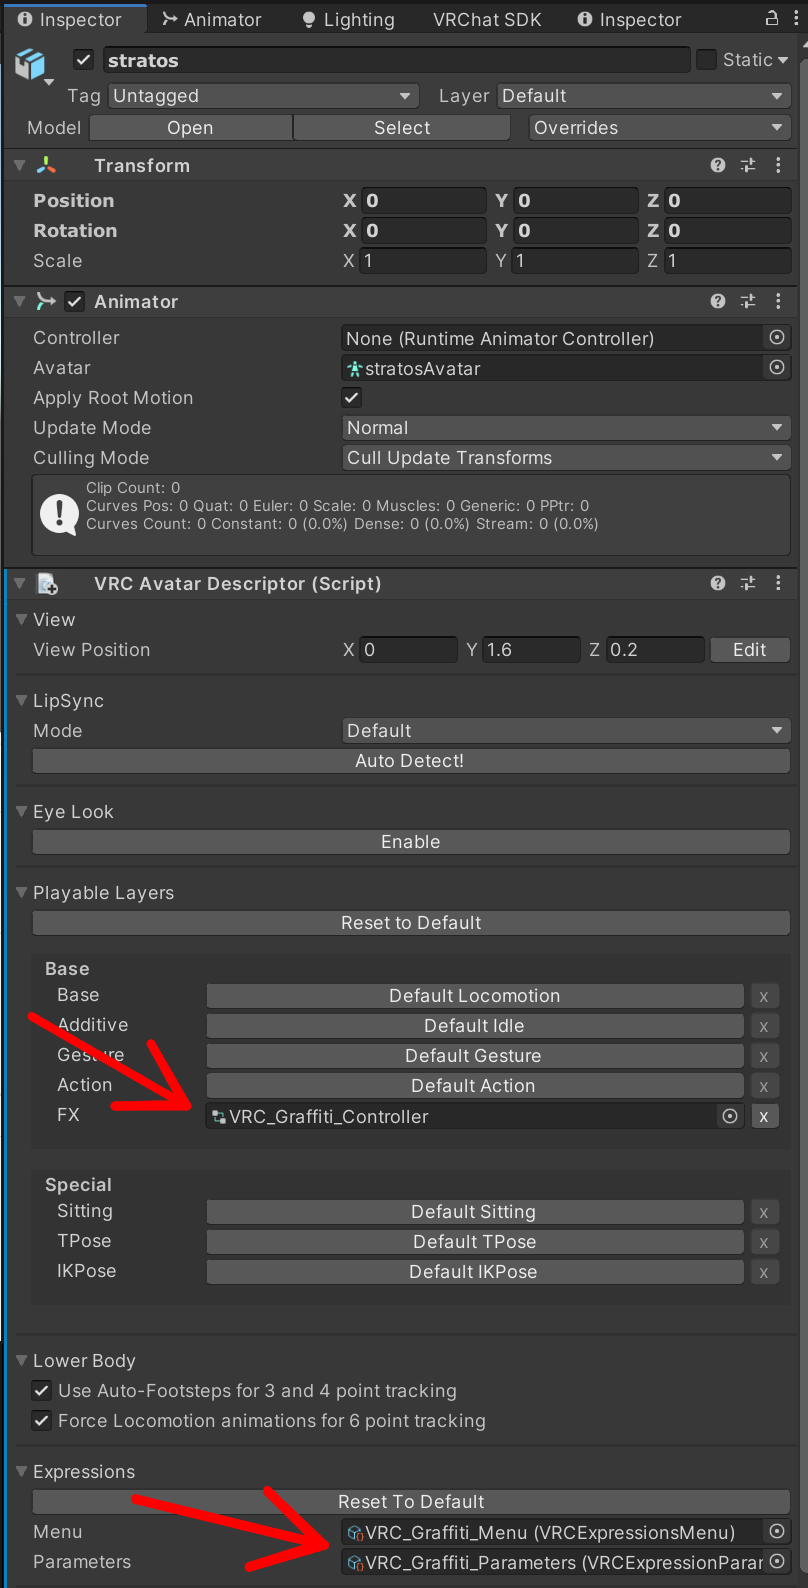 Inspector Animator Lighting VRChat SDK Inspector
stratos Static
Tag Untagged Layer Default
Model Open Select Overrides
Transform
Position X 0 Y 0 Z 0
Rotation X 0 Y 0 Z 0
Scale X 1 Y 1 Z 1
Animator
Controller None (Runtime Animator Controller)
Avatar stratosAvatar
Apply Root Motion
Update Mode Normal
Culling Mode Cull Update Transforms
Clip Count: 0
Curves Pos: 0 Quat: 0 Euler: 0 Scale: 0 Muscles: 0 Generic: 0 PPtr: 0
Curves Count: 0 Constant: 0 (0.0%) Dense: 0 (0.0%) Stream: 0 (0.0%)
VRC Avatar Descriptor (Script)
View
View Position X 0 Y 1.6 Z 0.2 Edit
LipSync
Mode Default
Auto Detect!
Eye Look
Enable
Playable Layers
Reset to Default
Base
Base Default Locomotion x
Additive Default Idle x
Gesture Default Gesture x
Action Default Action x
FX VRC_Graffiti_Controller x
Special
Sitting Default Sitting x
TPose Default TPose x
IKPose Default IKPose x
Lower Body
Use Auto-Footsteps for 3 and 4 point tracking
Force Locomotion animations for 6 point tracking
Expressions
Reset To Default
Menu VRC_Graffiti_Menu (VRCExpressionsMenu)
Parameters VRC_Graffiti_Parameters (VRCExpressionParar